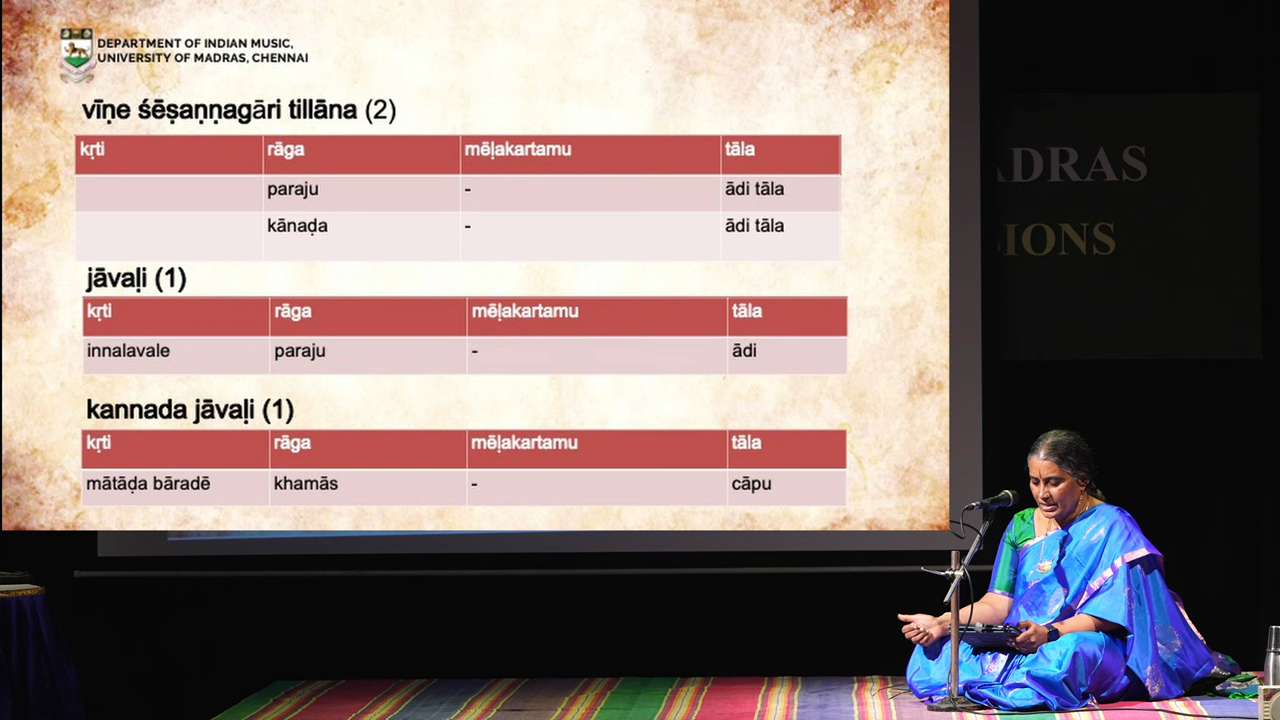 DEPARTMENT OF INDIAN MUSIC,
UNIVERSITY OF MADRAS, CHENNAI
vīṇe śēṣaṇṇagāri tillāna (2)
kṛti rāga mēḷakartamu tāla
paraju - ādi tāla
kānaḍa - ādi tāla
jāvaḷi (1)
kṛti rāga mēḷakartamu tāla
innalavale paraju - ādi
kannada jāvaḷi (1)
kṛti rāga mēḷakartamu tāla
mātāḍa bāradē khamās - cāpu
ADRAS
IONS